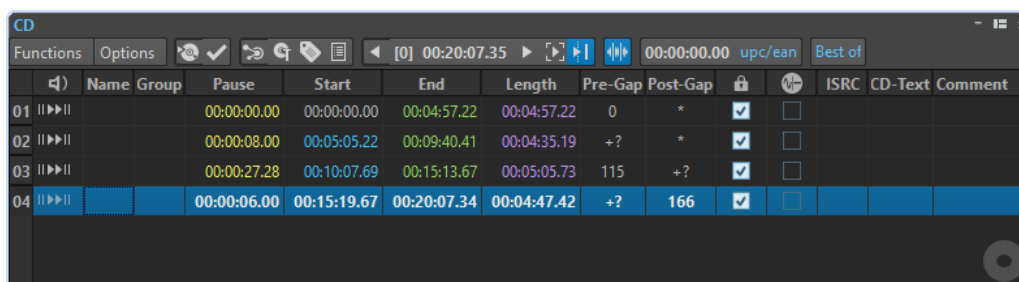 CD
Functions Options [0] 00:20:07.35 00:00:00.00 upc/ean Best of
Name Group Pause Start End Length Pre-Gap Post-Gap ISRC CD-Text Comment
01 00:00:00.00 00:00:00.00 00:04:57.22 00:04:57.22 0 *
02 00:00:08.00 00:05:05.22 00:09:40.41 00:04:35.19 +? *
03 00:00:27.28 00:10:07.69 00:15:13.67 00:05:05.73 115 +?
04 00:00:06.00 00:15:19.67 00:20:07.34 00:04:47.42 +? 166